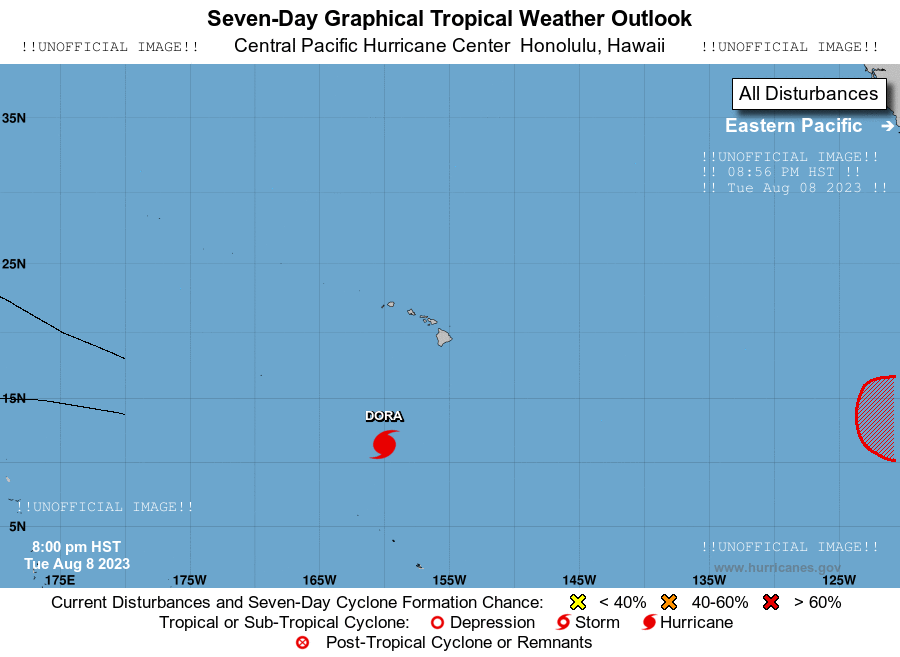 Seven-Day Graphical Tropical Weather Outlook
!!UNOFFICIAL IMAGE!! Central Pacific Hurricane Center Honolulu, Hawaii !!UNOFFICIAL IMAGE!!
All Disturbances
35N
Eastern Pacific →
!!UNOFFICIAL IMAGE!!
!! 08:56 PM HST !!
!! Tue Aug 08 2023 !!
25N
15N
DORA
!!UNOFFICIAL IMAGE!!
5N
8:00 pm HST
Tue Aug 8 2023
!!UNOFFICIAL IMAGE!!
www.hurricanes.gov
175E 175W 165W 155W 145W 135W 125W
Current Disturbances and Seven-Day Cyclone Formation Chance: < 40% 40-60% > 60%
Tropical or Sub-Tropical Cyclone: Depression Storm Hurricane
Post-Tropical Cyclone or Remnants